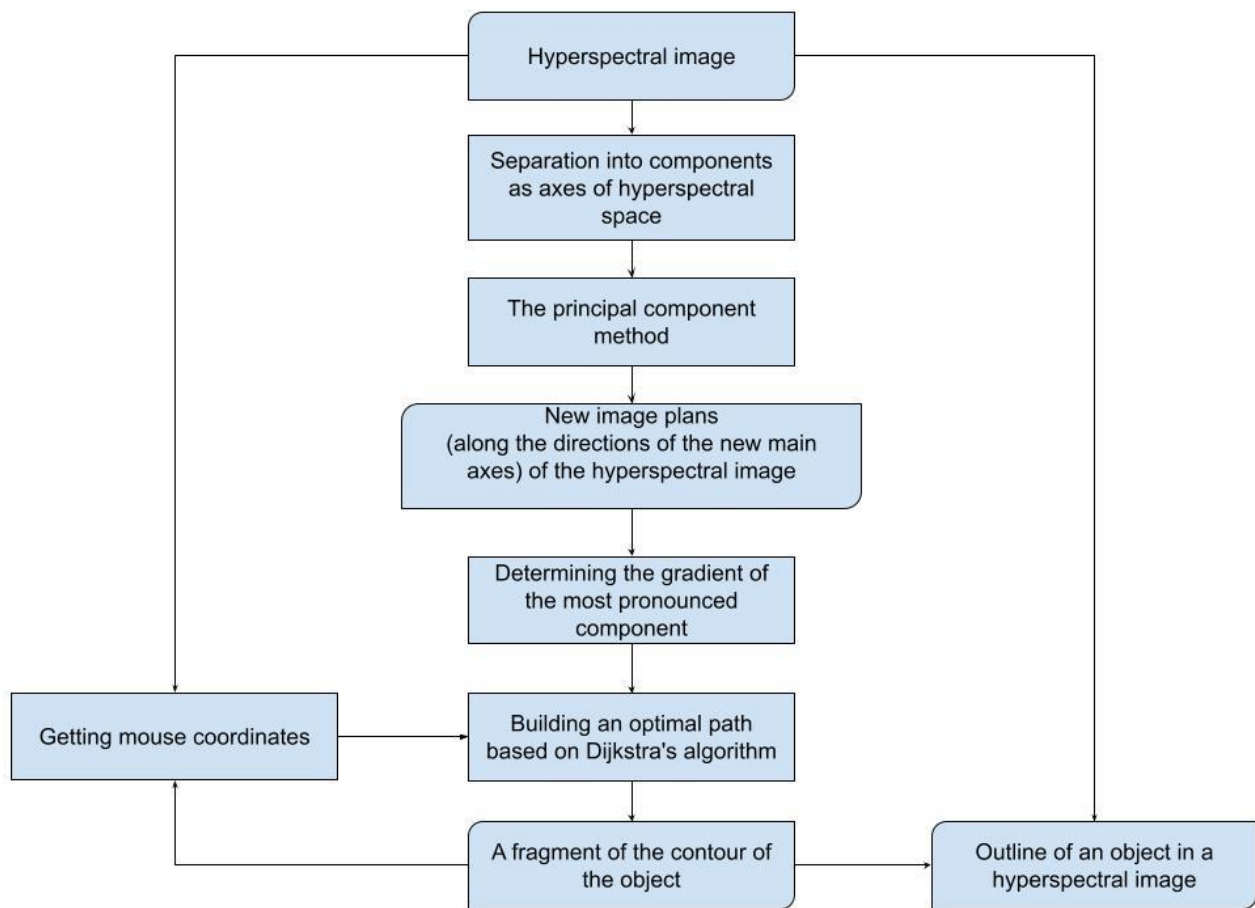 Hyperspectral image
Separation into components
as axes of hyperspectral
space
The principal component
method
New image plans
(along the directions of the new main
axes) of the hyperspectral image
Determining the gradient of
the most pronounced
component
Getting mouse coordinates
Building an optimal path
based on Dijkstra's algorithm
A fragment of the contour of
the object
Outline of an object in a
hyperspectral image